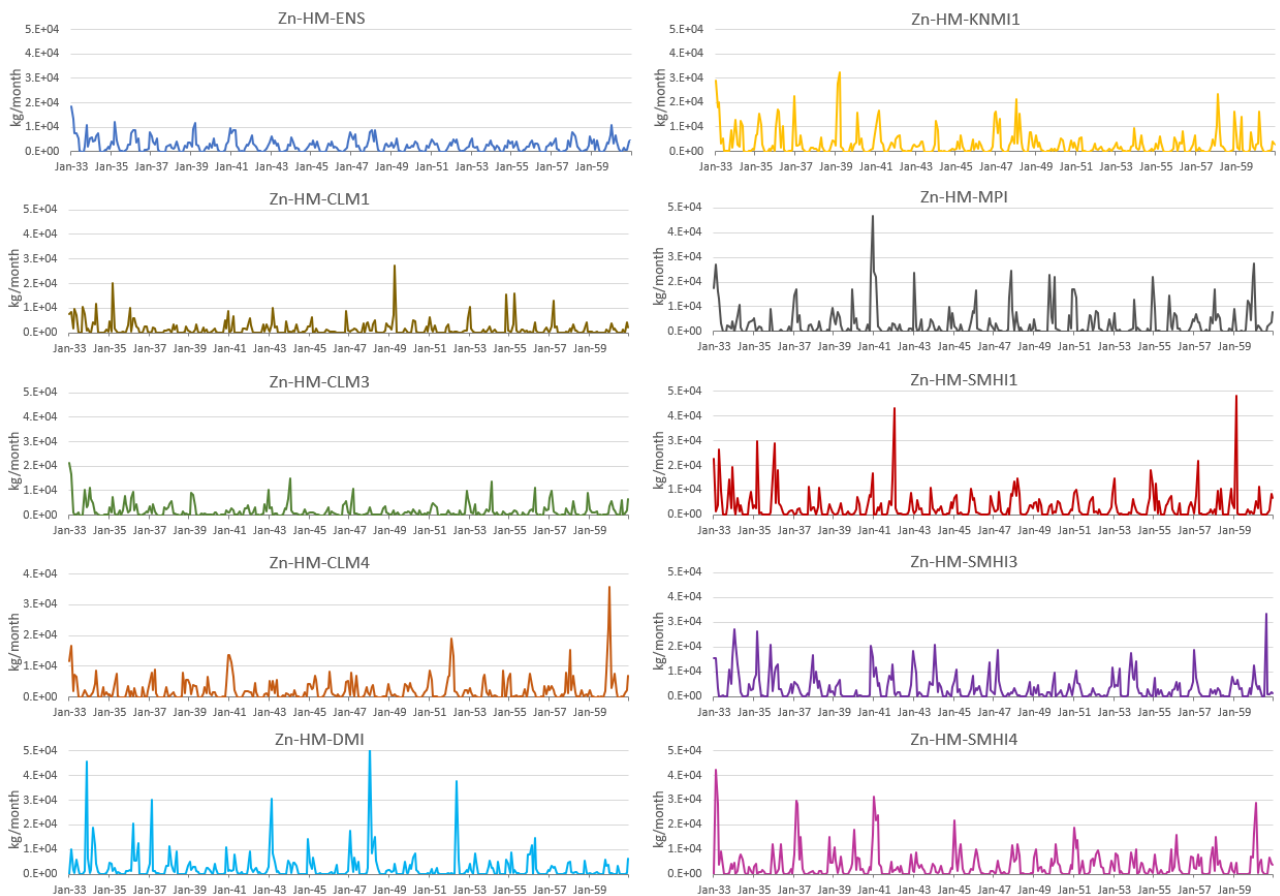 Zn-HM-ENS
kg/month
5.E+04
4.E+04
3.E+04
2.E+04
1.E+04
0.E+00
Jan-33 Jan-35 Jan-37 Jan-39 Jan-41 Jan-43 Jan-45 Jan-47 Jan-49 Jan-51 Jan-53 Jan-55 Jan-57 Jan-59
Zn-HM-KNMI1
kg/month
5.E+04
4.E+04
3.E+04
2.E+04
1.E+04
0.E+00
Jan-33 Jan-35 Jan-37 Jan-39 Jan-41 Jan-43 Jan-45 Jan-47 Jan-49 Jan-51 Jan-53 Jan-55 Jan-57 Jan-59
Zn-HM-CLM1
kg/month
5.E+04
4.E+04
3.E+04
2.E+04
1.E+04
0.E+00
Jan-33 Jan-35 Jan-37 Jan-39 Jan-41 Jan-43 Jan-45 Jan-47 Jan-49 Jan-51 Jan-53 Jan-55 Jan-57 Jan-59
Zn-HM-MPI
kg/month
5.E+04
4.E+04
3.E+04
2.E+04
1.E+04
0.E+00
Jan-33 Jan-35 Jan-37 Jan-39 Jan-41 Jan-43 Jan-45 Jan-47 Jan-49 Jan-51 Jan-53 Jan-55 Jan-57 Jan-59
Zn-HM-CLM3
kg/month
5.E+04
4.E+04
3.E+04
2.E+04
1.E+04
0.E+00
Jan-33 Jan-35 Jan-37 Jan-39 Jan-41 Jan-43 Jan-45 Jan-47 Jan-49 Jan-51 Jan-53 Jan-55 Jan-57 Jan-59
Zn-HM-SMHI1
kg/month
5.E+04
4.E+04
3.E+04
2.E+04
1.E+04
0.E+00
Jan-33 Jan-35 Jan-37 Jan-39 Jan-41 Jan-43 Jan-45 Jan-47 Jan-49 Jan-51 Jan-53 Jan-55 Jan-57 Jan-59
Zn-HM-CLM4
kg/month
4.E+04
3.E+04
2.E+04
1.E+04
0.E+00
Jan-33 Jan-35 Jan-37 Jan-39 Jan-41 Jan-43 Jan-45 Jan-47 Jan-49 Jan-51 Jan-53 Jan-55 Jan-57 Jan-59
Zn-HM-SMHI3
kg/month
5.E+04
4.E+04
3.E+04
2.E+04
1.E+04
0.E+00
Jan-33 Jan-35 Jan-37 Jan-39 Jan-41 Jan-43 Jan-45 Jan-47 Jan-49 Jan-51 Jan-53 Jan-55 Jan-57 Jan-59
Zn-HM-DMI
kg/month
5.E+04
4.E+04
3.E+04
2.E+04
1.E+04
0.E+00
Jan-33 Jan-35 Jan-37 Jan-39 Jan-41 Jan-43 Jan-45 Jan-47 Jan-49 Jan-51 Jan-53 Jan-55 Jan-57 Jan-59
Zn-HM-SMHI4
kg/month
5.E+04
4.E+04
3.E+04
2.E+04
1.E+04
0.E+00
Jan-33 Jan-35 Jan-37 Jan-39 Jan-41 Jan-43 Jan-45 Jan-47 Jan-49 Jan-51 Jan-53 Jan-55 Jan-57 Jan-59